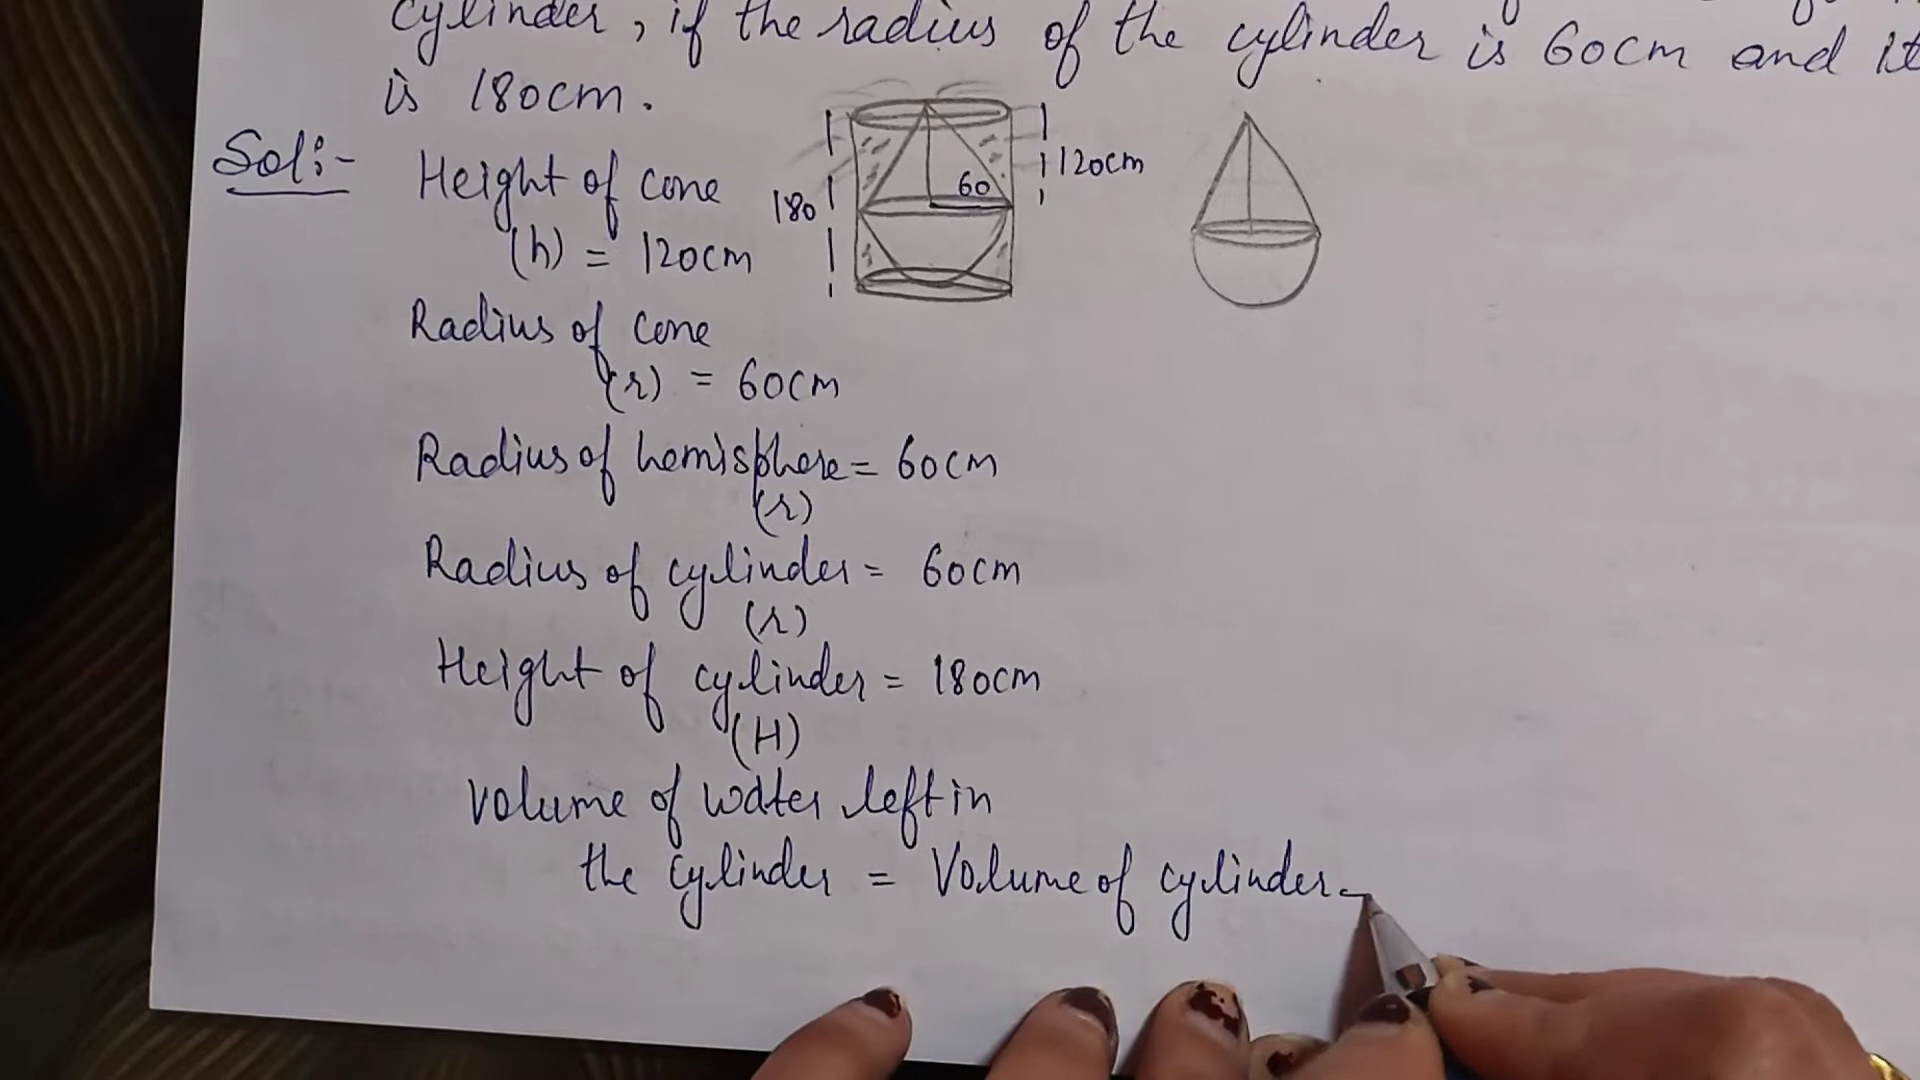 cylinder, if the radius of the cylinder is 60cm and it
is 180cm.
Sol:-
Height of cone
(h) = 120cm
180
60
120cm
Radius of cone
(r) = 60cm
Radius of hemisphere = 60cm
(r)
Radius of cylinder = 60cm
(r)
Height of cylinder = 180cm
(H)
Volume of water left in
the cylinder = Volume of cylinder -